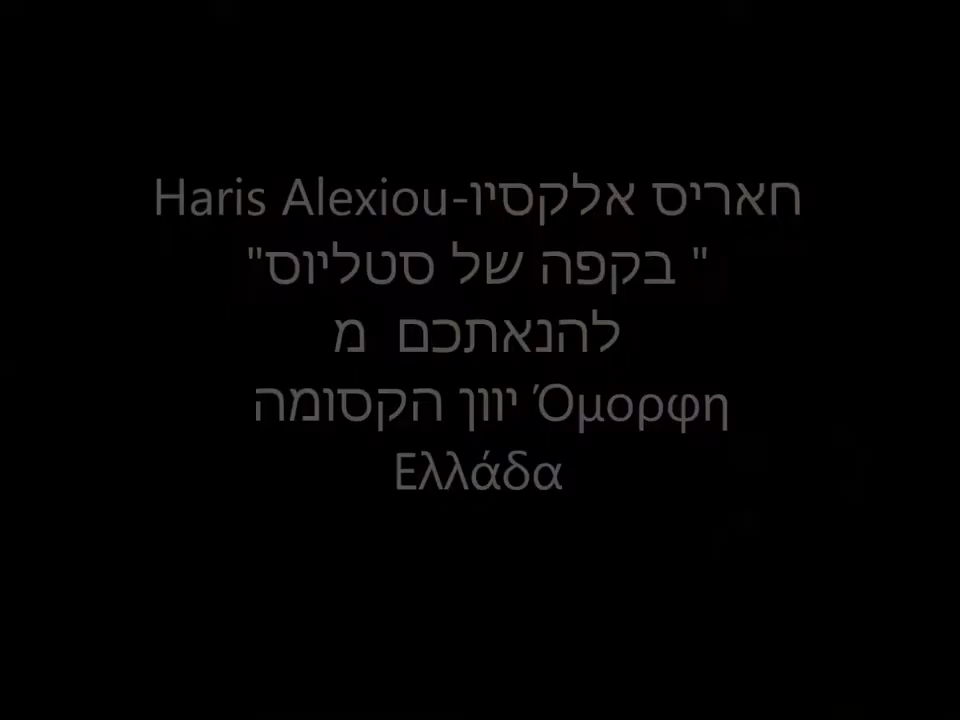 חאריס אלקסיו-Haris Alexiou
" בקפה של סטליוס"
להנאתכם  מ
Όμορφη יוון הקסומה
Ελλάδα